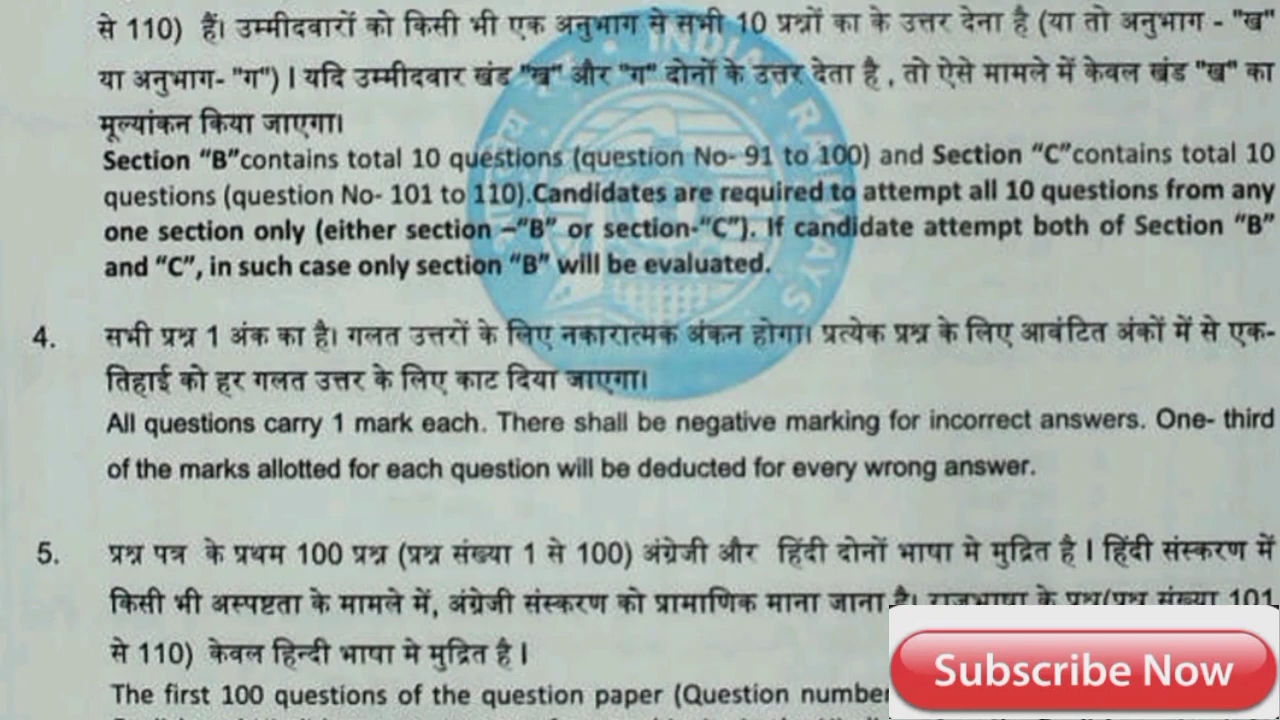 से 110) हैं। उम्मीदवारों को किसी भी एक अनुभाग से सभी 10 प्रश्नों का के उत्तर देना है (या तो अनुभाग - "ख"
या अनुभाग- "ग") । यदि उम्मीदवार खंड "ख" और "ग" दोनों के उत्तर देता है , तो ऐसे मामले में केवल खंड "ख" का
मूल्यांकन किया जाएगा।
Section “B”contains total 10 questions (question No- 91 to 100) and Section “C”contains total 10
questions (question No- 101 to 110).Candidates are required to attempt all 10 questions from any
one section only (either section –“B” or section-“C”). If candidate attempt both of Section “B”
and “C”, in such case only section “B” will be evaluated.
4. सभी प्रश्न 1 अंक का है। गलत उत्तरों के लिए नकारात्मक अंकन होगा। प्रत्येक प्रश्न के लिए आवंटित अंकों में से एक-
तिहाई को हर गलत उत्तर के लिए काट दिया जाएगा।
All questions carry 1 mark each. There shall be negative marking for incorrect answers. One- third
of the marks allotted for each question will be deducted for every wrong answer.
5. प्रश्न पत्र के प्रथम 100 प्रश्न (प्रश्न संख्या 1 से 100) अंग्रेजी और हिंदी दोनों भाषा मे मुद्रित है । हिंदी संस्करण में
किसी भी अस्पष्टता के मामले में, अंग्रेजी संस्करण को प्रामाणिक माना जाना है। राजभाषा के प्रश्न(प्रश्न संख्या 101
से 110) केवल हिन्दी भाषा मे मुद्रित है ।
The first 100 questions of the question paper (Question number
INDIAN RAILWAYS
Subscribe Now